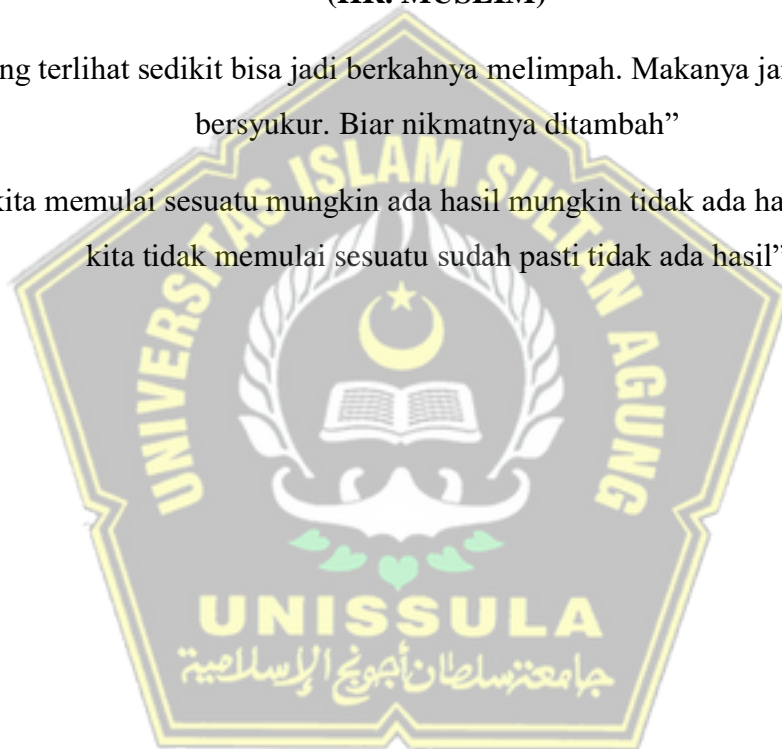 (HR. MUSLIM)
ng terlihat sedikit bisa jadi berkahnya melimpah. Makanya ja
bersyukur. Biar nikmatnya ditambah”
kita memulai sesuatu mungkin ada hasil mungkin tidak ada ha
kita tidak memulai sesuatu sudah pasti tidak ada hasil”
UNIVERSITAS ISLAM SULTAN AGUNG
UNISSULA
جامعتسلطان أجونج الإسلامية